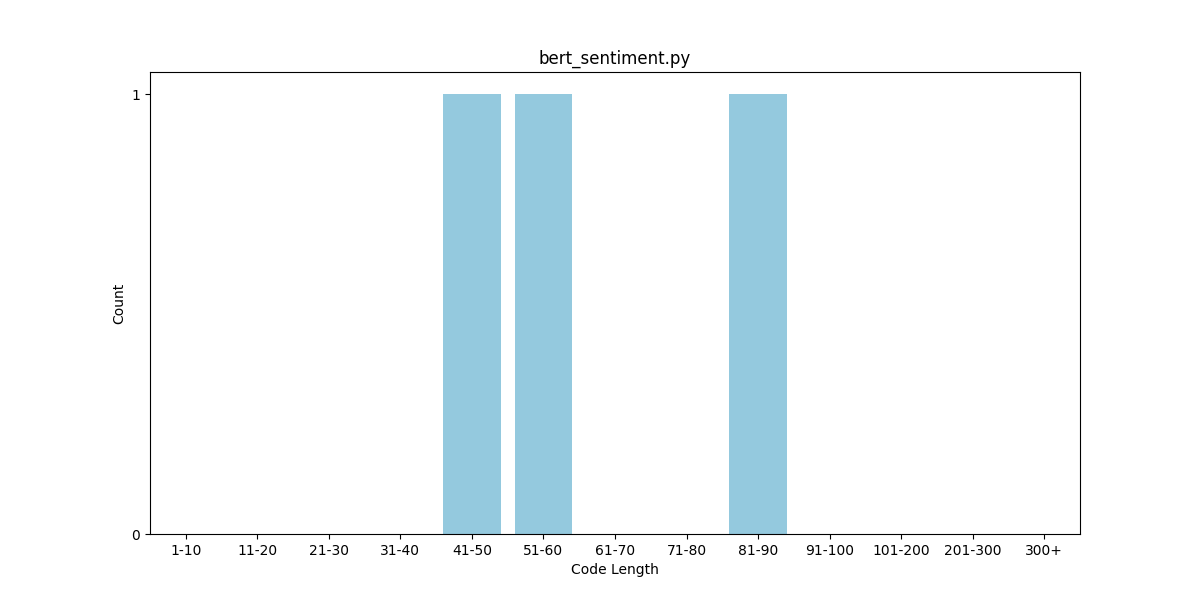 bert_sentiment.py
1
Count
0
1-10 11-20 21-30 31-40 41-50 51-60 61-70 71-80 81-90 91-100 101-200 201-300 300+
Code Length